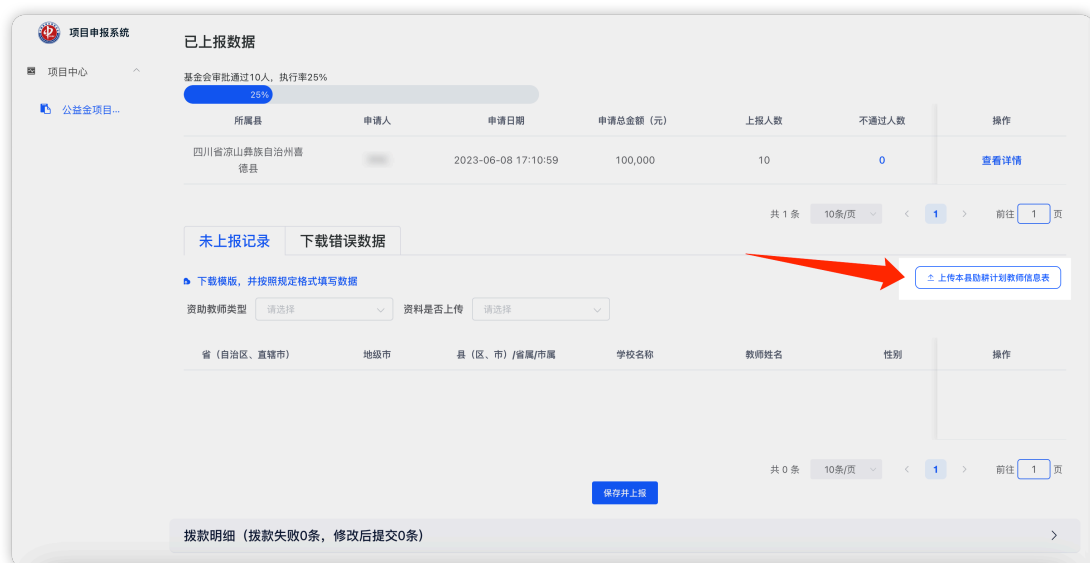 项目申报系统
项目中心
公益金项目...
已上报数据
基金会审批通过10人，执行率25%
25%
所属县 申请人 申请日期 申请总金额（元） 上报人数 不通过人数 操作
四川省凉山彝族自治州喜
德县
2023-06-08 17:10:59 100,000 10 0 查看详情
共 1 条 10条/页 1 前往 1 页
未上报记录 下载错误数据
下载模版，并按照规定格式填写数据
上传本县励耕计划教师信息表
资助教师类型 请选择 资料是否上传 请选择
省（自治区、直辖市） 地级市 县（区、市）/省属/市属 学校名称 教师姓名 性别 操作
共 0 条 10条/页 1 前往 1 页
保存并上报
拨款明细（拨款失败0条，修改后提交0条）